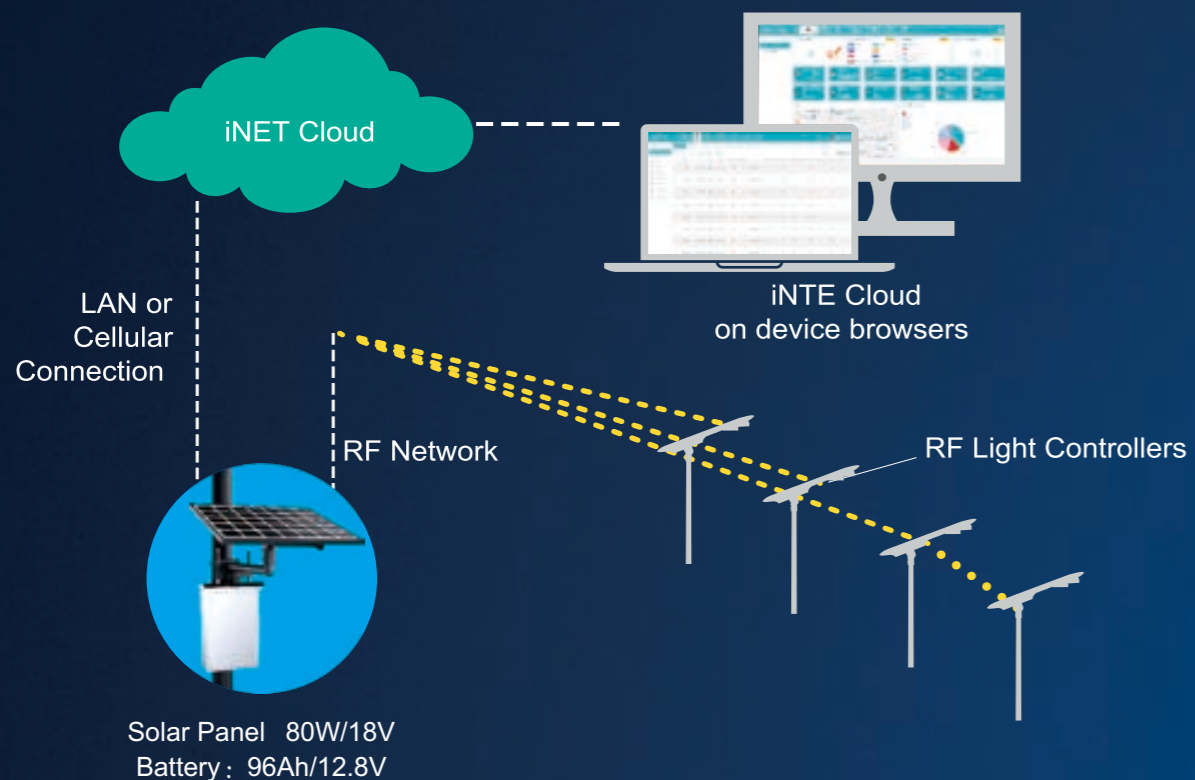 iNET Cloud
LAN or
Cellular
Connection
iNTE Cloud
on device browsers
RF Network
RF Light Controllers
Solar Panel 80W/18V
Battery：96Ah/12.8V